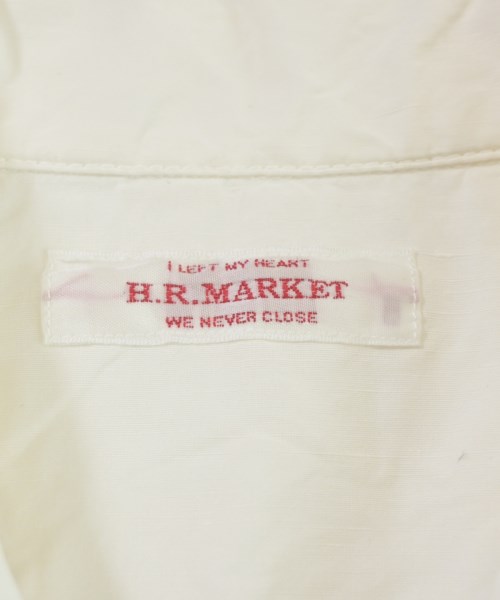 I LEFT MY HEART
H.R.MARKET
WE NEVER CLOSE